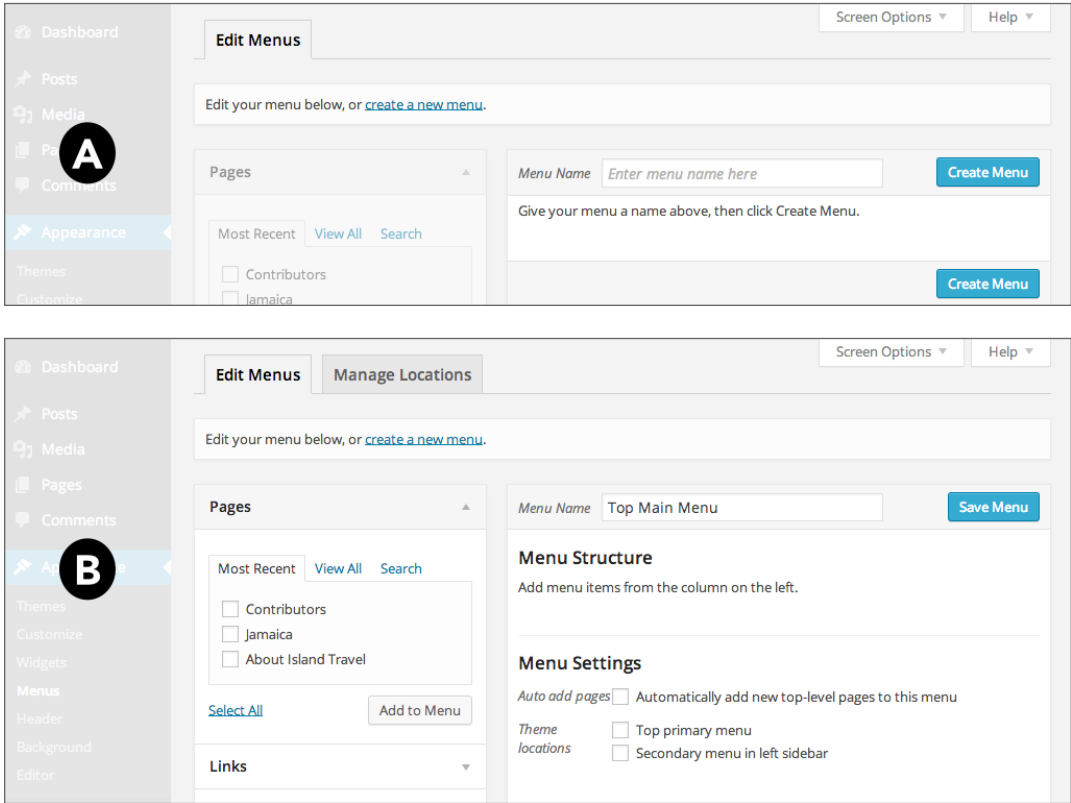 Screen Options Help
Dashboard
Edit Menus
Posts
Edit your menu below, or create a new menu.
Media
A
Pa
Comments
Pages
Menu Name Enter menu name here Create Menu
Give your menu a name above, then click Create Menu.
Appearance
Most Recent View All Search
Themes
Contributors
Customize
Jamaica
Create Menu
Screen Options Help
Dashboard
Edit Menus Manage Locations
Posts
Edit your menu below, or create a new menu.
Media
Pages
Comments
Pages
Menu Name Top Main Menu Save Menu
Ap B e
Most Recent View All Search
Menu Structure
Add menu items from the column on the left.
Themes
Contributors
Customize
Jamaica
Widgets
About Island Travel
Menu Settings
Menus
Auto add pages Automatically add new top-level pages to this menu
Header
Select All Add to Menu
Theme locations
Top primary menu
Background
Secondary menu in left sidebar
Editor
Links